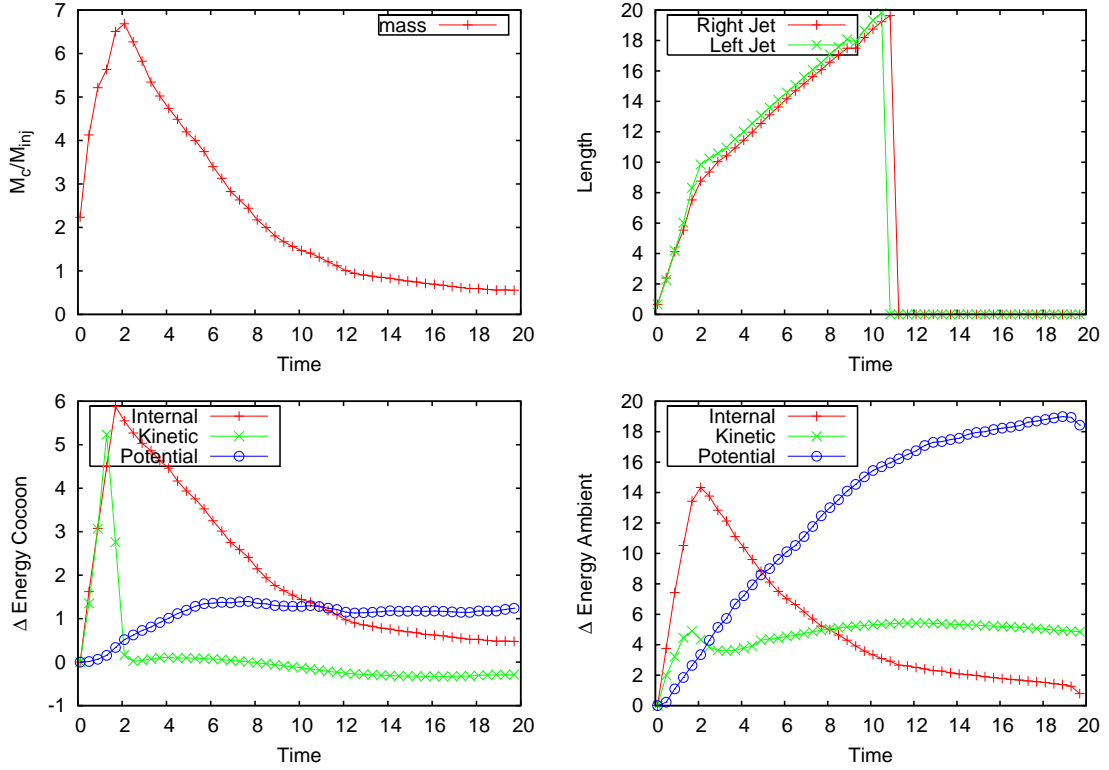 mass
7
6
5
4
3
2
1
0
M_c/M_inj
0 2 4 6 8 10 12 14 16 18 20
Time
Right Jet
Left Jet
20
18
16
14
12
10
8
6
4
2
0
Length
0 2 4 6 8 10 12 14 16 18 20
Time
Internal
Kinetic
Potential
6
5
4
3
2
1
0
-1
Δ Energy Cocoon
0 2 4 6 8 10 12 14 16 18 20
Time
Internal
Kinetic
Potential
20
18
16
14
12
10
8
6
4
2
0
Δ Energy Ambient
0 2 4 6 8 10 12 14 16 18 20
Time